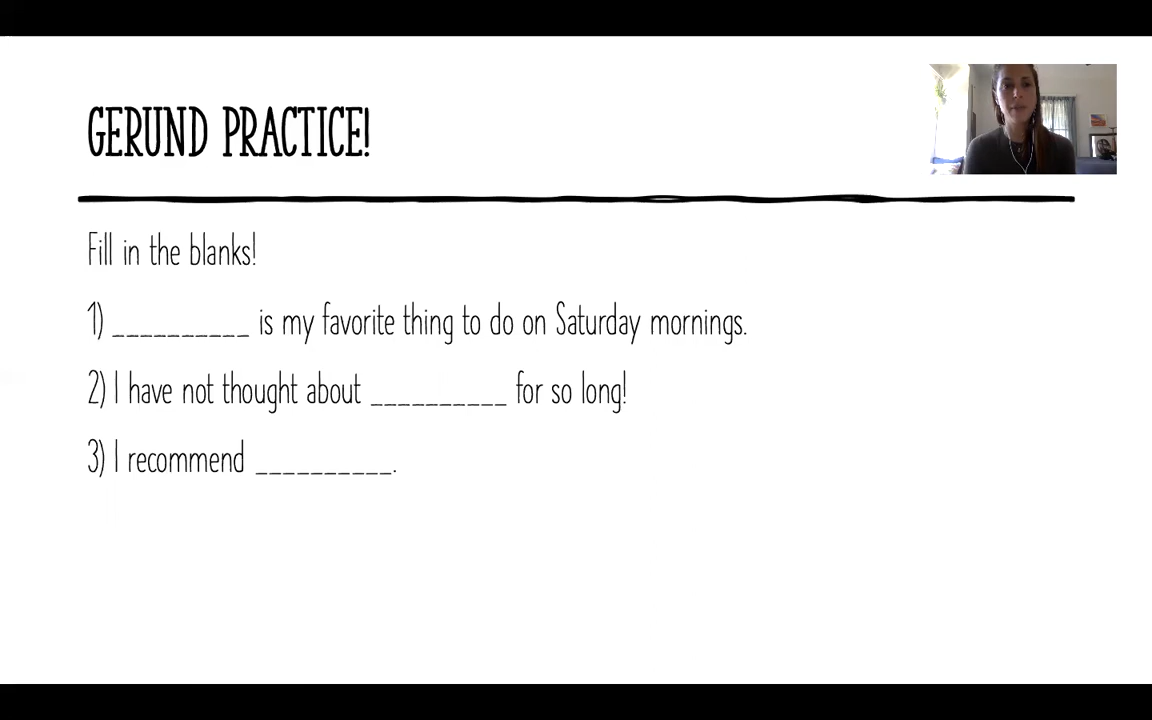 GERUND PRACTICE!
Fill in the blanks!
1) __________ is my favorite thing to do on Saturday mornings.
2) I have not thought about __________ for so long!
3) I recommend __________.